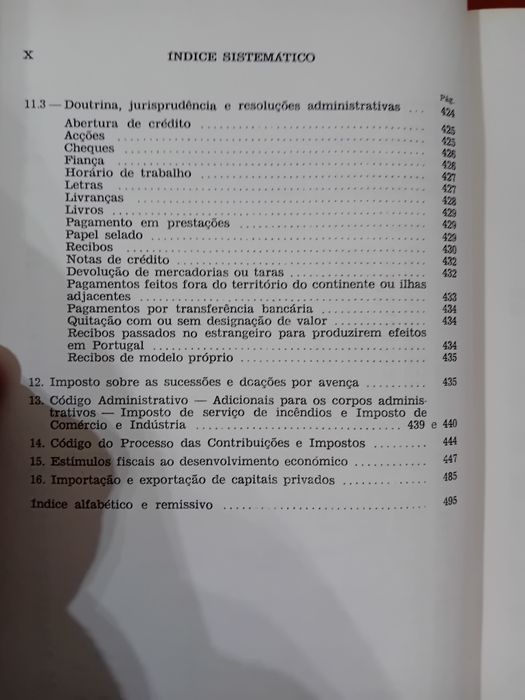 X ÍNDICE SISTEMÁTICO
Pág.
11.3 — Doutrina, jurisprudência e resoluções administrativas ... 424
Abertura de crédito ........ 425
Acções ........ 425
Cheques ........ 426
Fiança ........ 426
Horário de trabalho ........ 427
Letras ........ 427
Livranças ........ 428
Livros ........ 429
Pagamento em prestações ........ 429
Papel selado ........ 429
Recibos ........ 430
Notas de crédito ........ 432
Devolução de mercadorias ou taras ........ 432
Pagamentos feitos fora do território do continente ou ilhas
adjacentes ........ 433
Pagamentos por transferência bancária ........ 434
Quitação com ou sem designação de valor ........ 434
Recibos passados no estrangeiro para produzirem efeitos
em Portugal ........ 434
Recibos de modelo próprio ........ 435
12. Imposto sobre as sucessões e doações por avença ........ 435
13. Código Administrativo — Adicionais para os corpos adminis-
trativos — Imposto de serviço de incêndios e Imposto de
Comércio e Indústria ........ 439 e 440
14. Código do Processo das Contribuições e Impostos ........ 444
15. Estímulos fiscais ao desenvolvimento económico ........ 447
16. Importação e exportação de capitais privados ........ 485
Índice alfabético e remissivo ........ 495